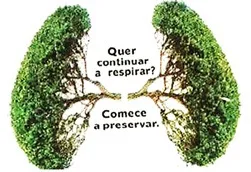 Quer
continuar
a respirar?
Comece
a preservar.